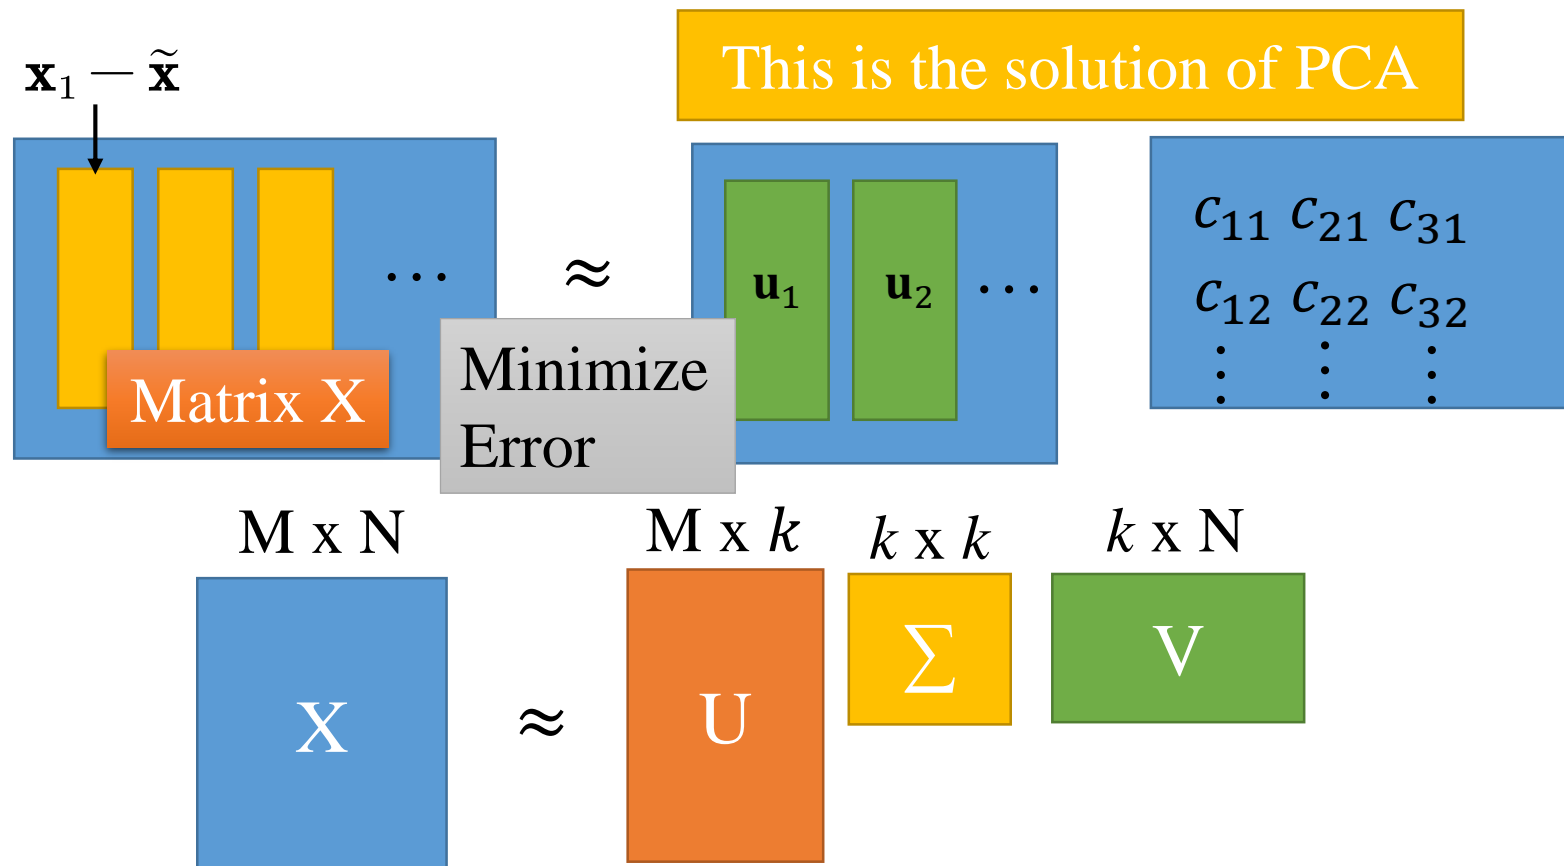 This is the solution of PCA
𝐱₁ − 𝐱̃
⋯ ≈ 𝐮₁ 𝐮₂ ⋯
c₁₁ c₂₁ c₃₁
c₁₂ c₂₂ c₃₂
⋮ ⋮ ⋮
Matrix X
Minimize
Error
M x N
M x k
k x k
k x N
X ≈ U ∑ V